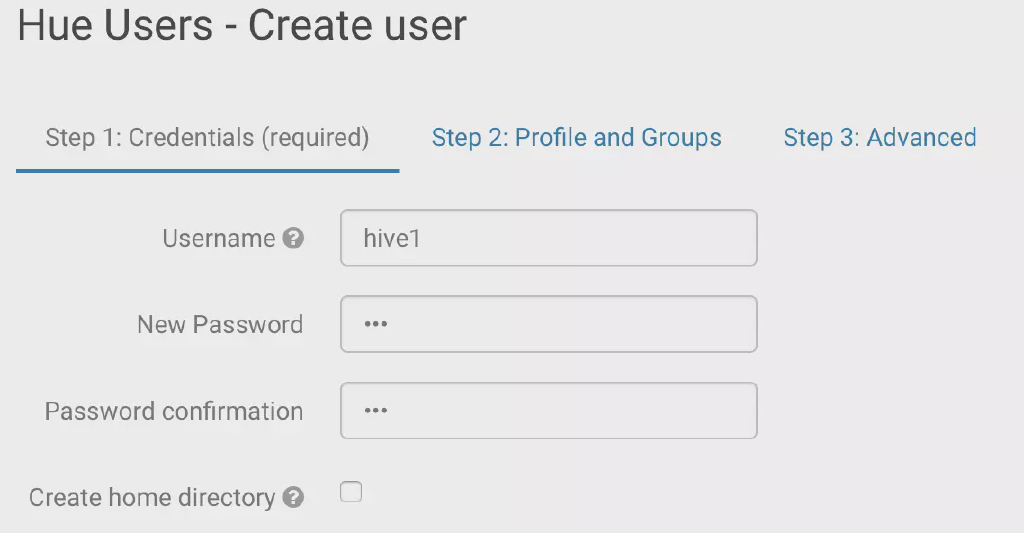 Hue Users - Create user
Step 1: Credentials (required) Step 2: Profile and Groups Step 3: Advanced
Username ? hive1
New Password •••
Password confirmation •••
Create home directory ?